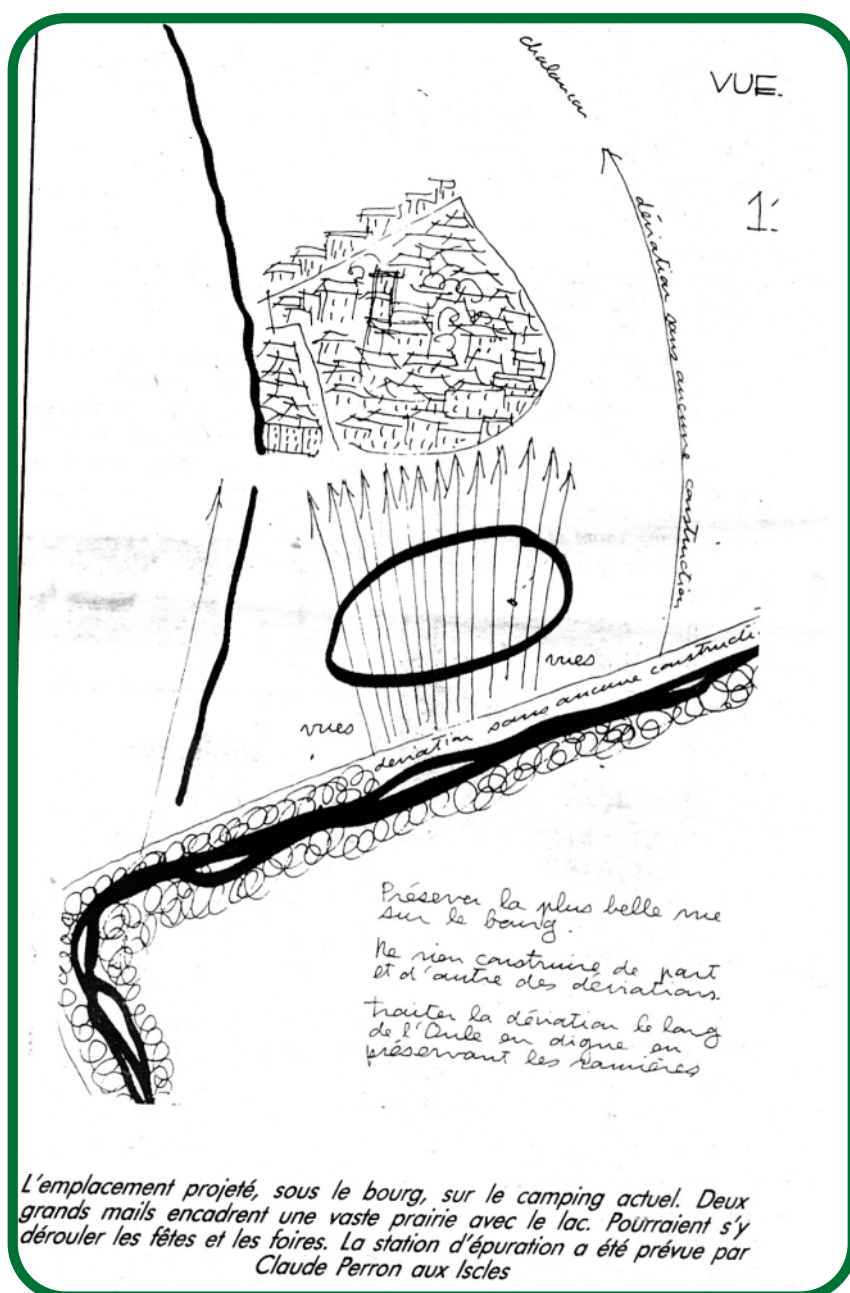 VUE.
1:
chalancon
déviation sans aucune construction
vues
vues
déviation sans aucune constructi
Préserver la plus belle vue
sur le bourg.
Ne rien construire de part
et d'autre des déviations.
Traiter la déviation le long
de l'Oule en digue en
préservant les ramières
L'emplacement projeté, sous le bourg, sur le camping actuel. Deux
grands mails encadrent une vaste prairie avec le lac. Pourraient s'y
dérouler les fêtes et les foires. La station d'épuration a été prévue par
Claude Perron aux Iscles